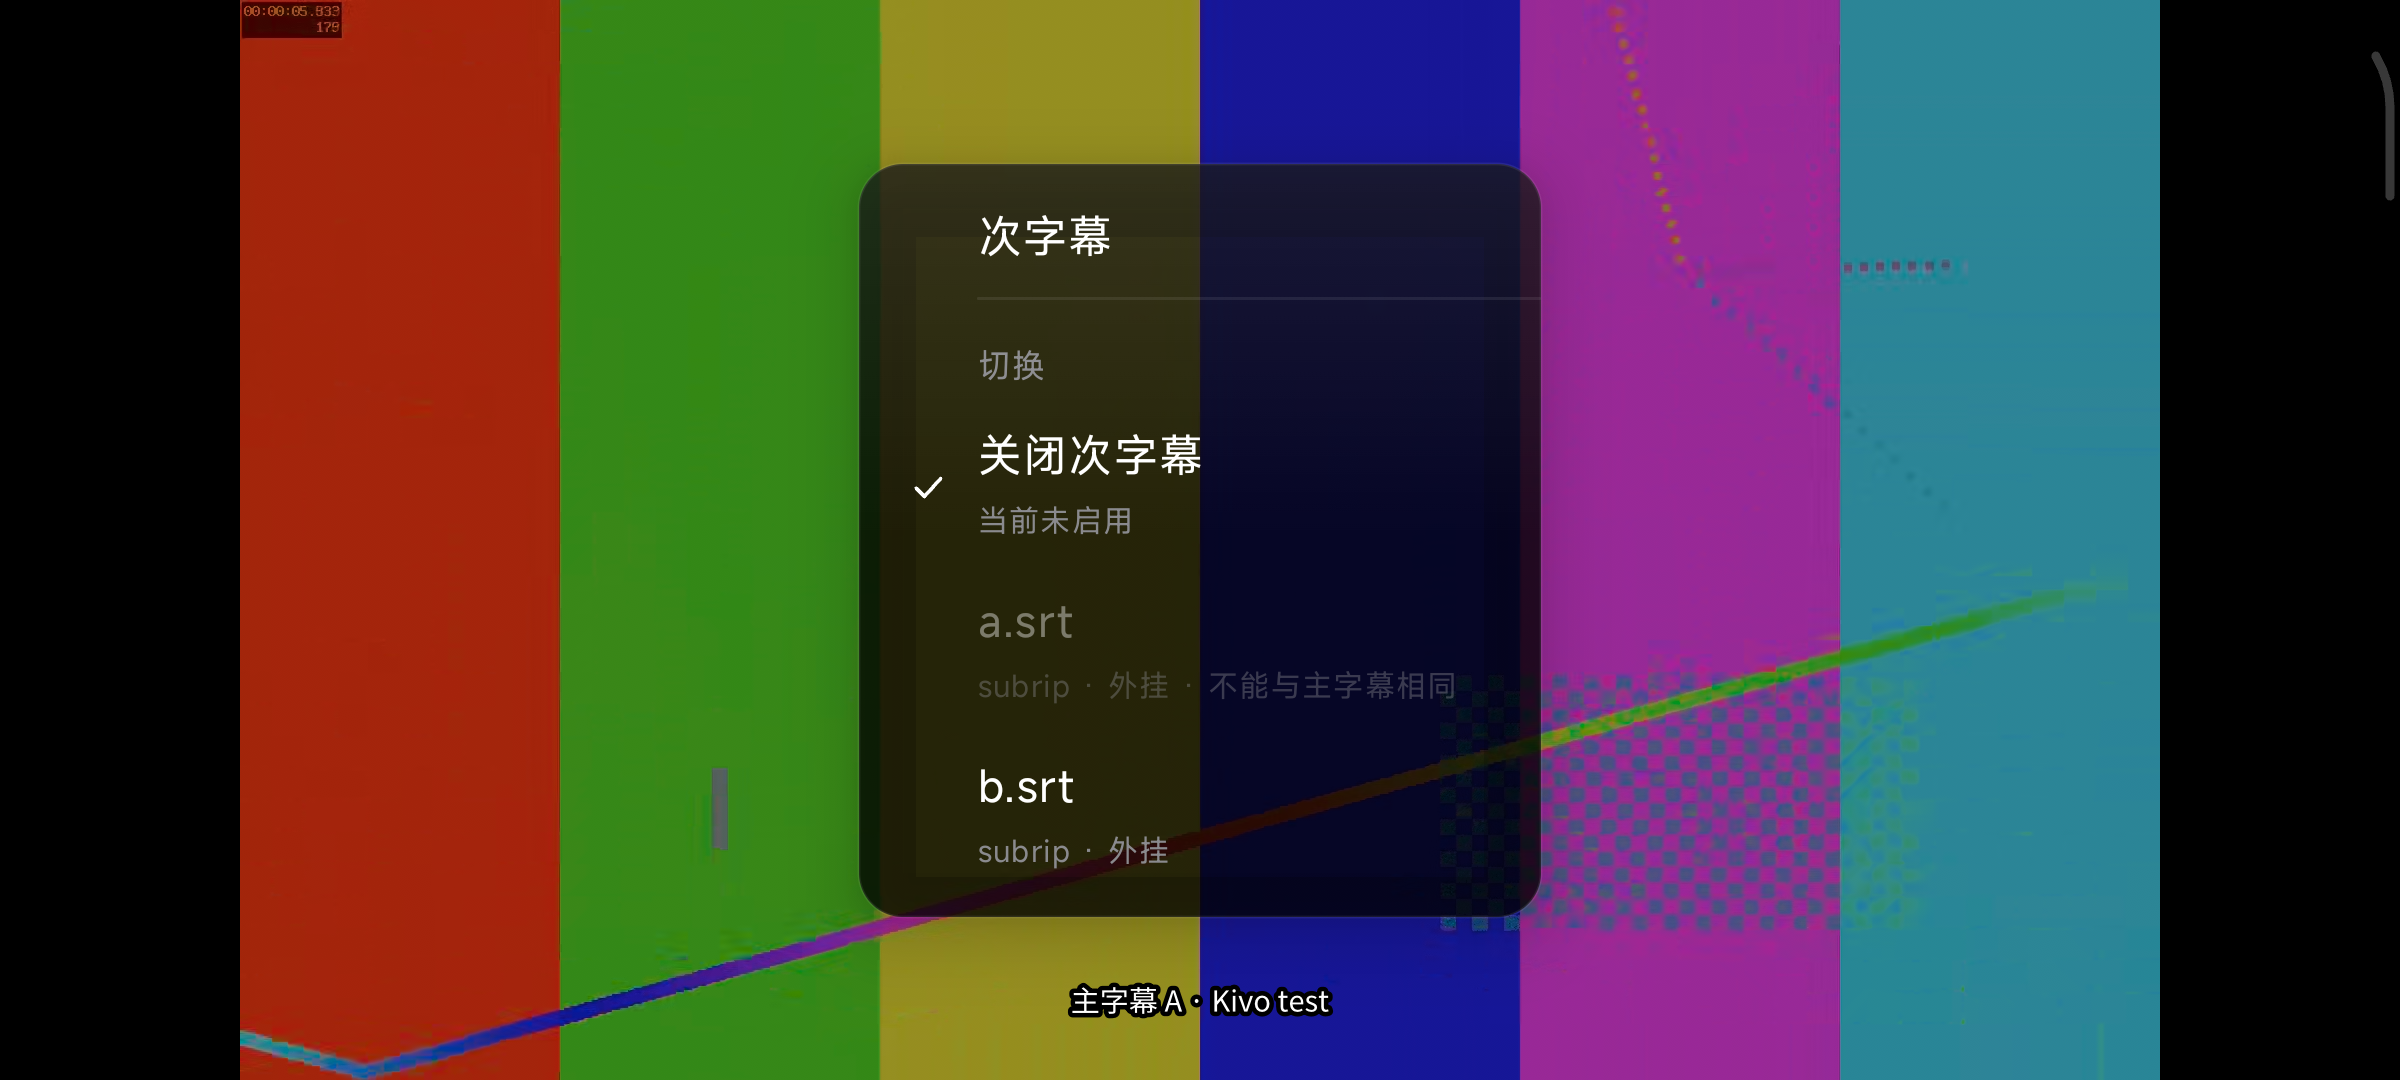 00:00:05.933
179
次字幕
切换
关闭次字幕
当前未启用
a.srt
subrip · 外挂 · 不能与主字幕相同
b.srt
subrip · 外挂
主字幕 A · Kivo test